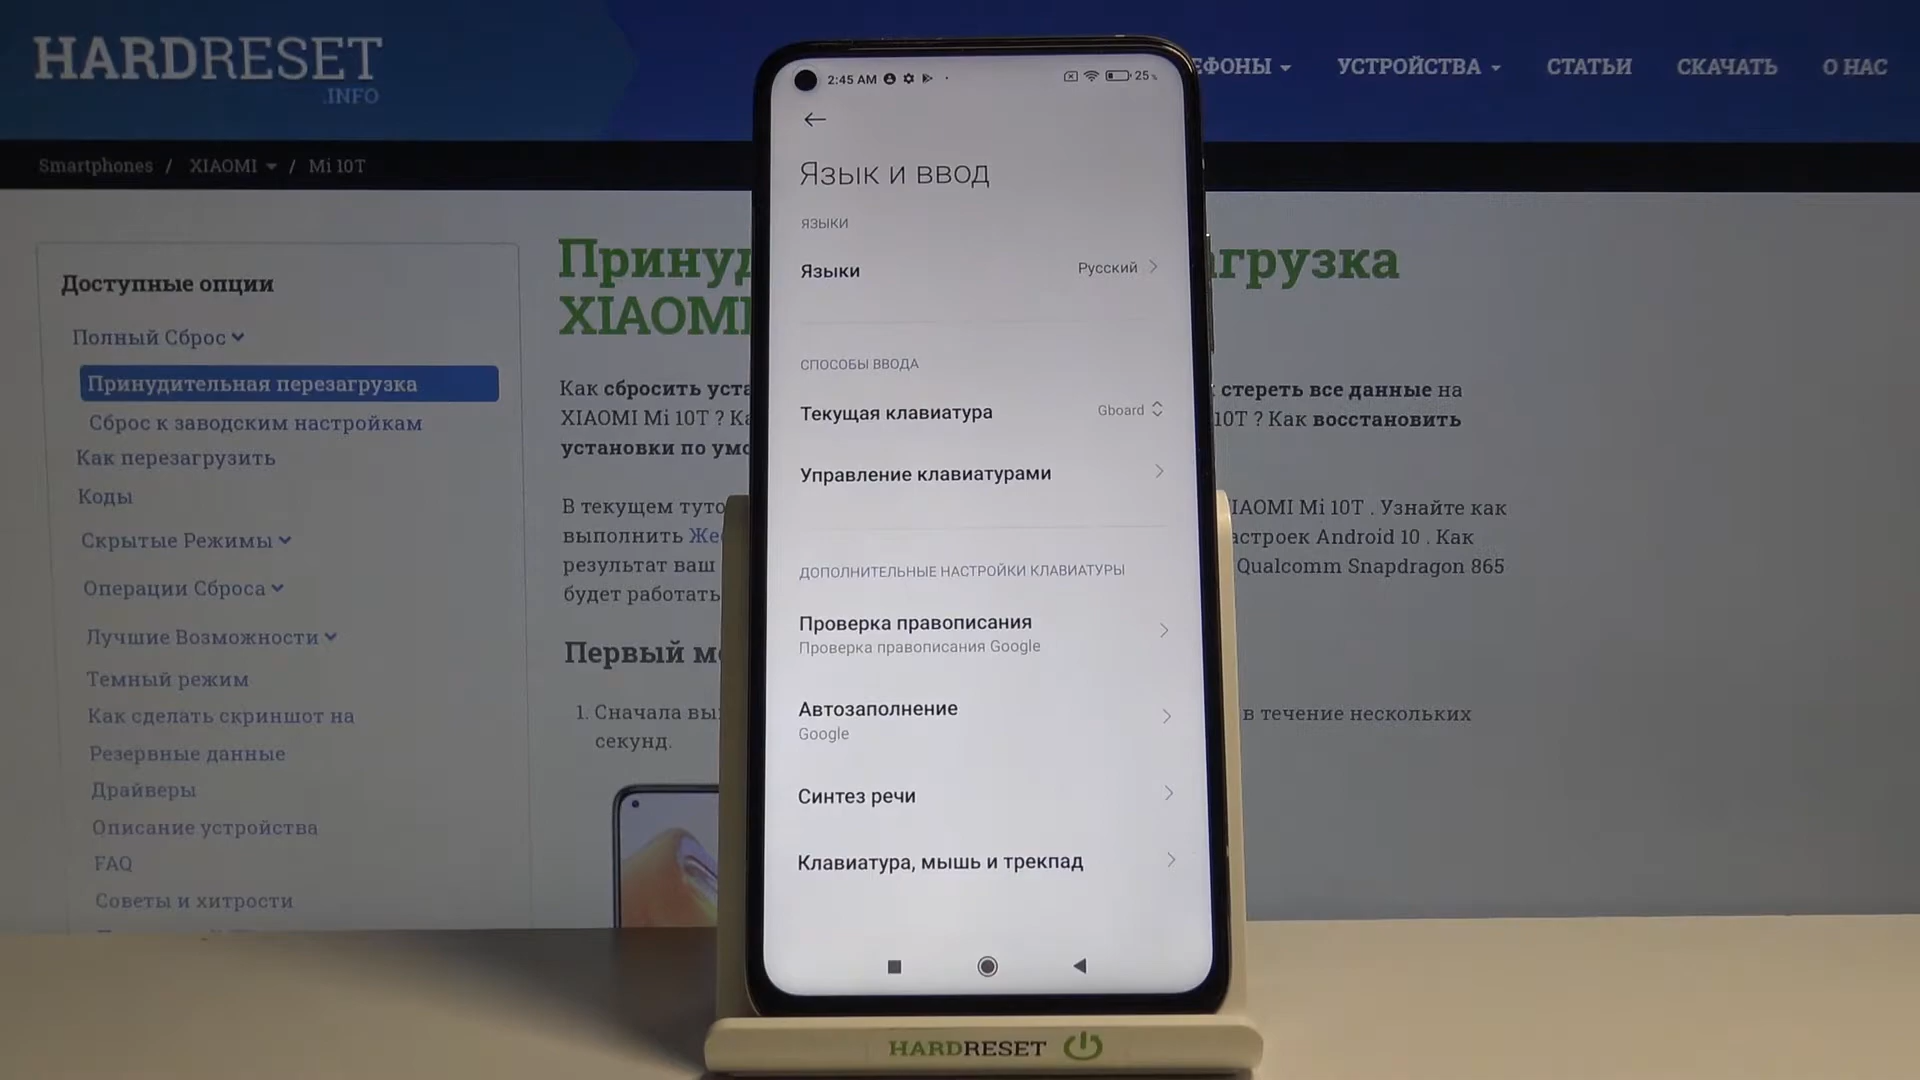 HARDRESET
.INFO
ЕФОНЫ УСТРОЙСТВА СТАТЬИ СКАЧАТЬ О НАС
Smartphones / XIAOMI / Mi 10T
Доступные опции
Полный Сброс
Принудительная перезагрузка
Сброс к заводским настройкам
Как перезагрузить
Коды
Скрытые Режимы
Операции Сброса
Лучшие Возможности
Темный режим
Как сделать скриншот на
Резервные данные
Драйверы
Описание устройства
FAQ
Советы и хитрости
Принуд
агрузка
XIAOMI
Как сбросить уста
стереть все данные на
XIAOMI Mi 10T ? Ка
10T ? Как восстановить
установки по умо
В текущем туто
IAOMI Mi 10T . Узнайте как
выполнить Жес
астроек Android 10 . Как
результат ваш
Qualcomm Snapdragon 865
будет работать
Первый м
1. Сначала вы
в течение нескольких
секунд.
2:45 AM 25%
Язык и ввод
ЯЗЫКИ
Языки Русский
СПОСОБЫ ВВОДА
Текущая клавиатура Gboard
Управление клавиатурами
ДОПОЛНИТЕЛЬНЫЕ НАСТРОЙКИ КЛАВИАТУРЫ
Проверка правописания
Проверка правописания Google
Автозаполнение
Google
Синтез речи
Клавиатура, мышь и трекпад
HARDRESET